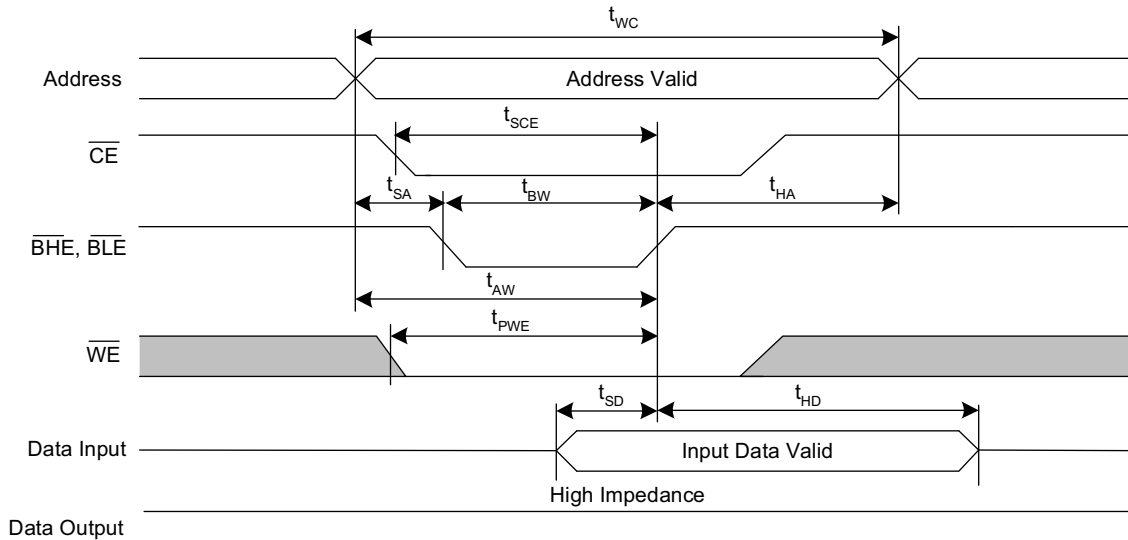 tWC
Address
Address Valid
tSCE
CE
tSA
tBW
tHA
BHE, BLE
tAW
tPWE
WE
tSD
tHD
Data Input
Input Data Valid
High Impedance
Data Output